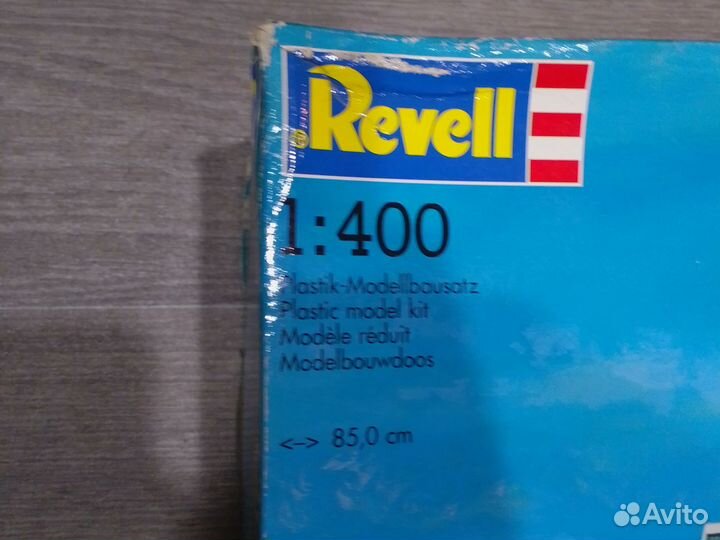 Revell
1:400
Plastik-Modellbausatz
Plastic model kit
Modèle réduit
Modelbouwdoos
<-> 85,0 cm
Avito